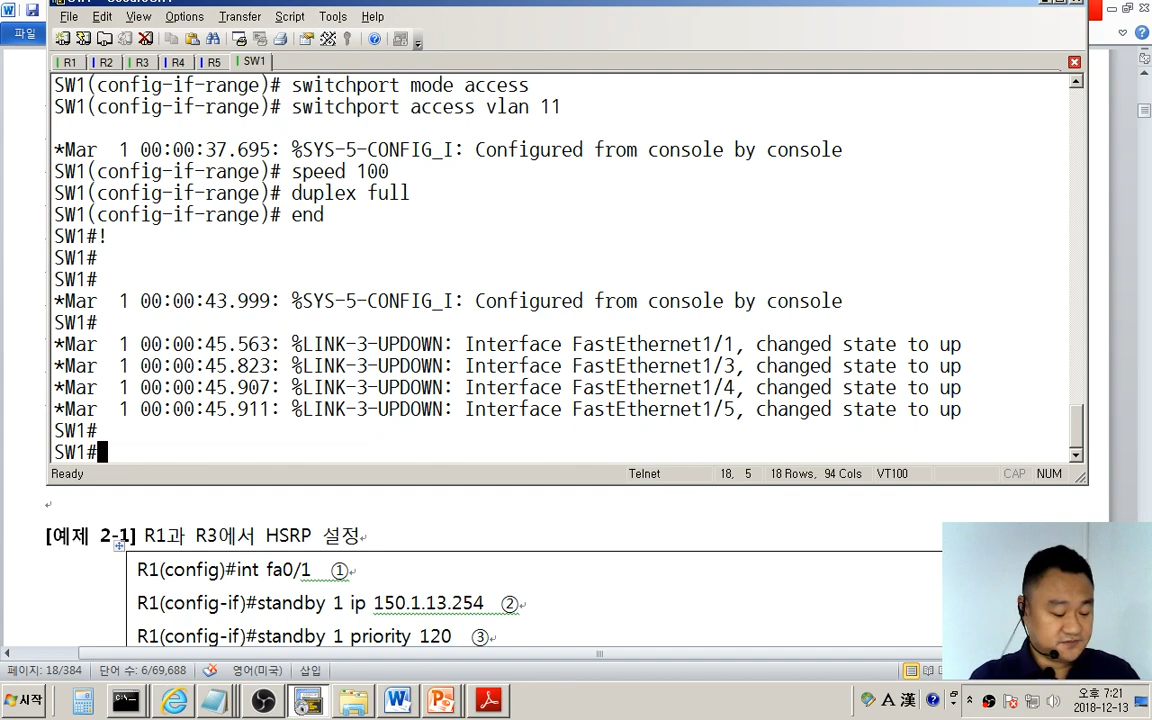 파일
File Edit View Options Transfer Script Tools Help
R1 R2 R3 R4 R5 SW1
SW1(config-if-range)# switchport mode access
SW1(config-if-range)# switchport access vlan 11
*Mar 1 00:00:37.695: %SYS-5-CONFIG_I: Configured from console by console
SW1(config-if-range)# speed 100
SW1(config-if-range)# duplex full
SW1(config-if-range)# end
SW1#!
SW1#
SW1#
*Mar 1 00:00:43.999: %SYS-5-CONFIG_I: Configured from console by console
SW1#
*Mar 1 00:00:45.563: %LINK-3-UPDOWN: Interface FastEthernet1/1, changed state to up
*Mar 1 00:00:45.823: %LINK-3-UPDOWN: Interface FastEthernet1/3, changed state to up
*Mar 1 00:00:45.907: %LINK-3-UPDOWN: Interface FastEthernet1/4, changed state to up
*Mar 1 00:00:45.911: %LINK-3-UPDOWN: Interface FastEthernet1/5, changed state to up
SW1#
SW1#
Ready Telnet 18, 5 18 Rows, 94 Cols VT100 CAP NUM
[예제 2-1] R1과 R3에서 HSRP 설정
R1(config)#int fa0/1 ①
R1(config-if)#standby 1 ip 150.1.13.254 ②
R1(config-if)#standby 1 priority 120 ③
페이지: 18/384 단어 수: 6/69,688 영어(미국) 삽입
시작 A 漢 오후 7:21
2018-12-13